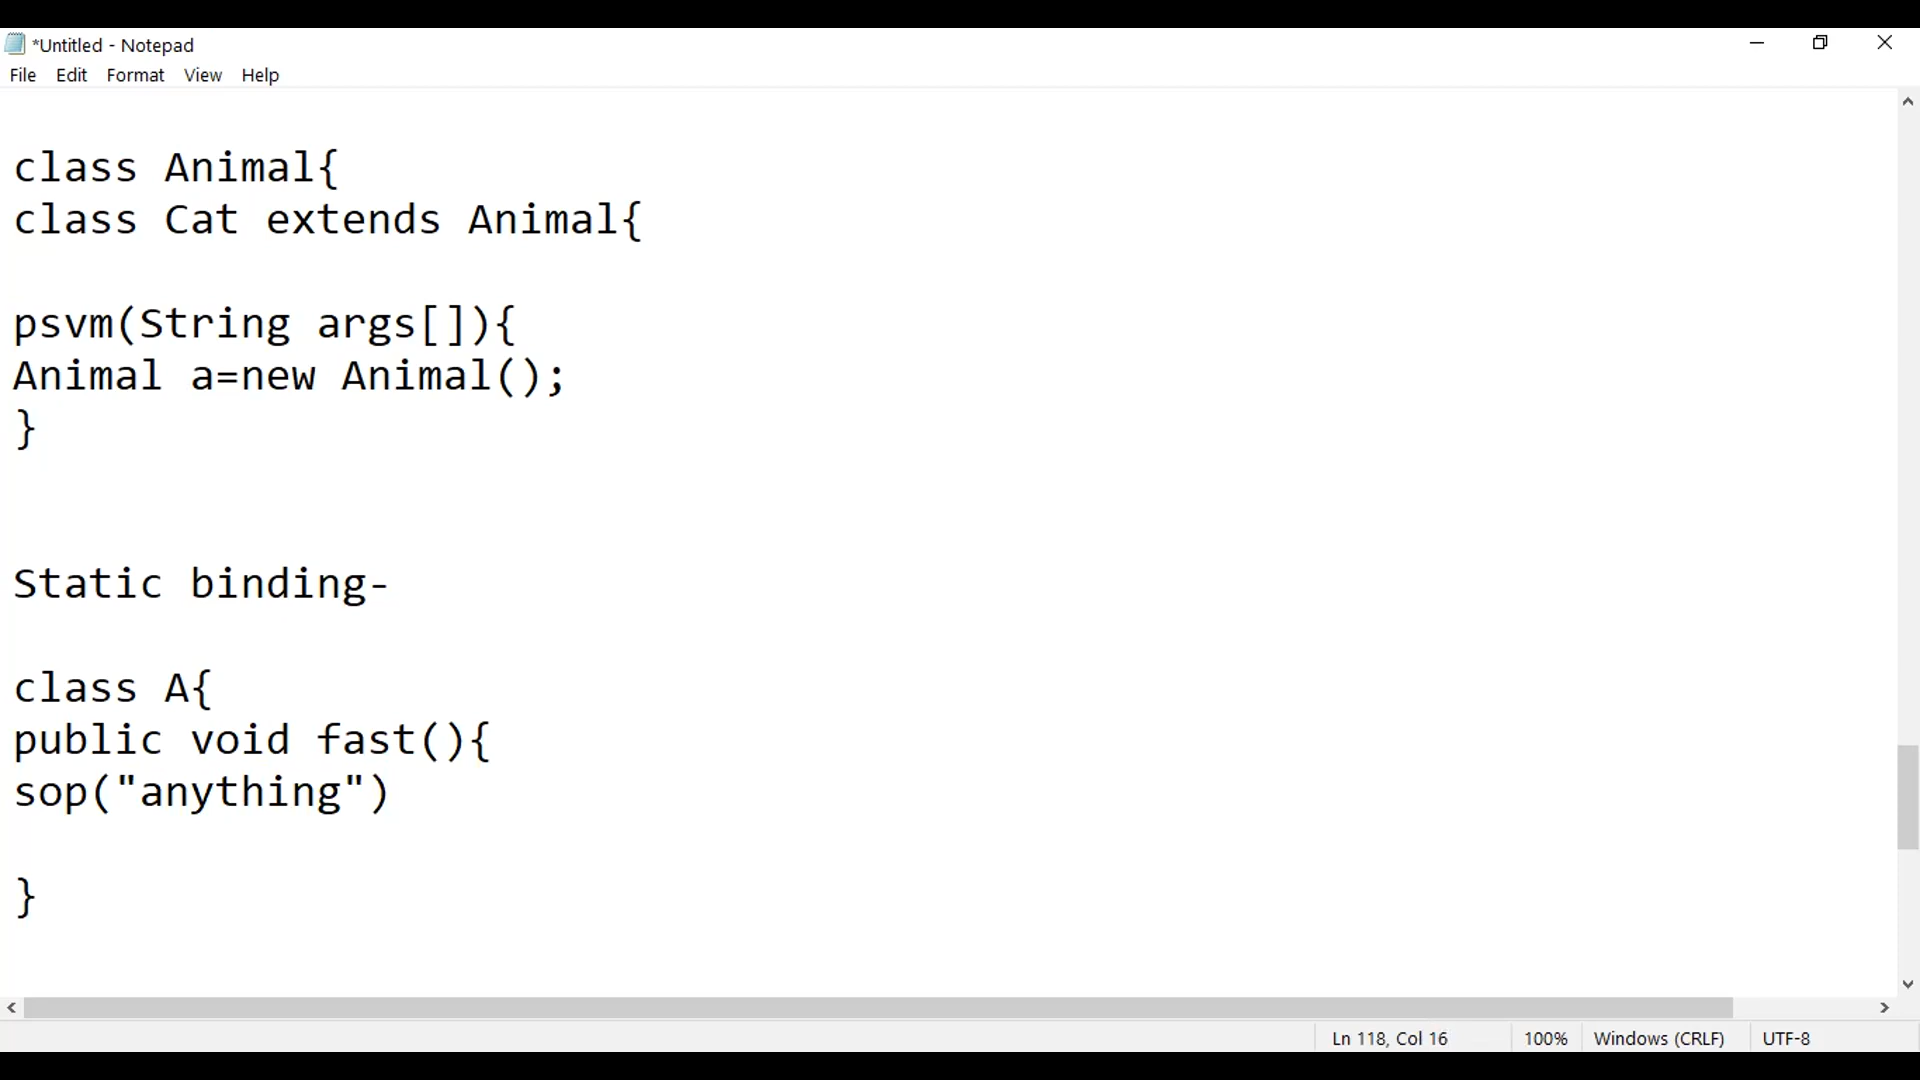 *Untitled - Notepad
File Edit Format View Help
class Animal{
class Cat extends Animal{
psvm(String args[]){
Animal a=new Animal();
}
Static binding-
class A{
public void fast(){
sop("anything")
}
Ln 118, Col 16
100%
Windows (CRLF)
UTF-8